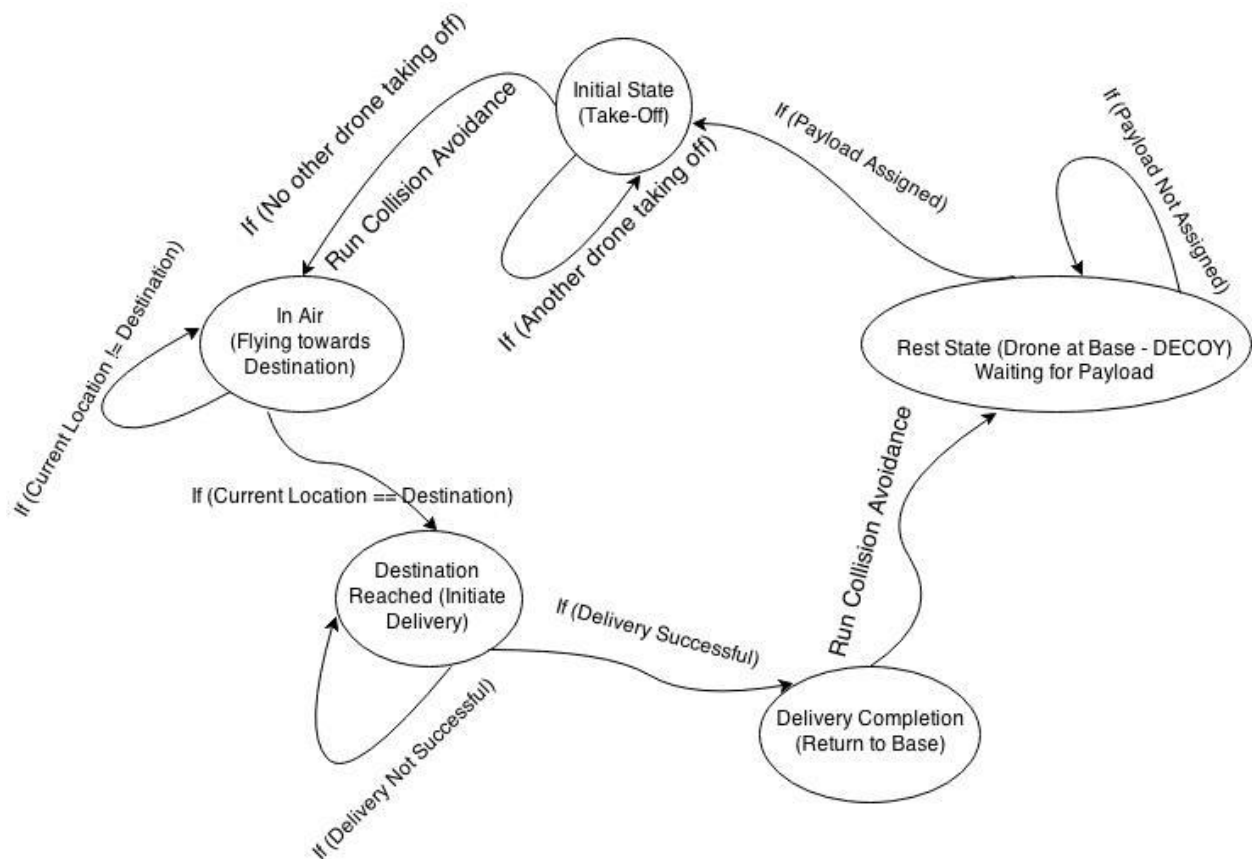 Initial State
(Take-Off)
If (No other drone taking off)
Run Collision Avoidance
If (Another drone taking off)
If (Payload Assigned)
If (Payload Not Assigned)
In Air
(Flying towards
Destination)
If (Current Location != Destination)
Rest State (Drone at Base - DECOY)
Waiting for Payload
If (Current Location == Destination)
Destination
Reached (Initiate
Delivery)
If (Delivery Not Successful)
If (Delivery Successful)
Run Collision Avoidance
Delivery Completion
(Return to Base)